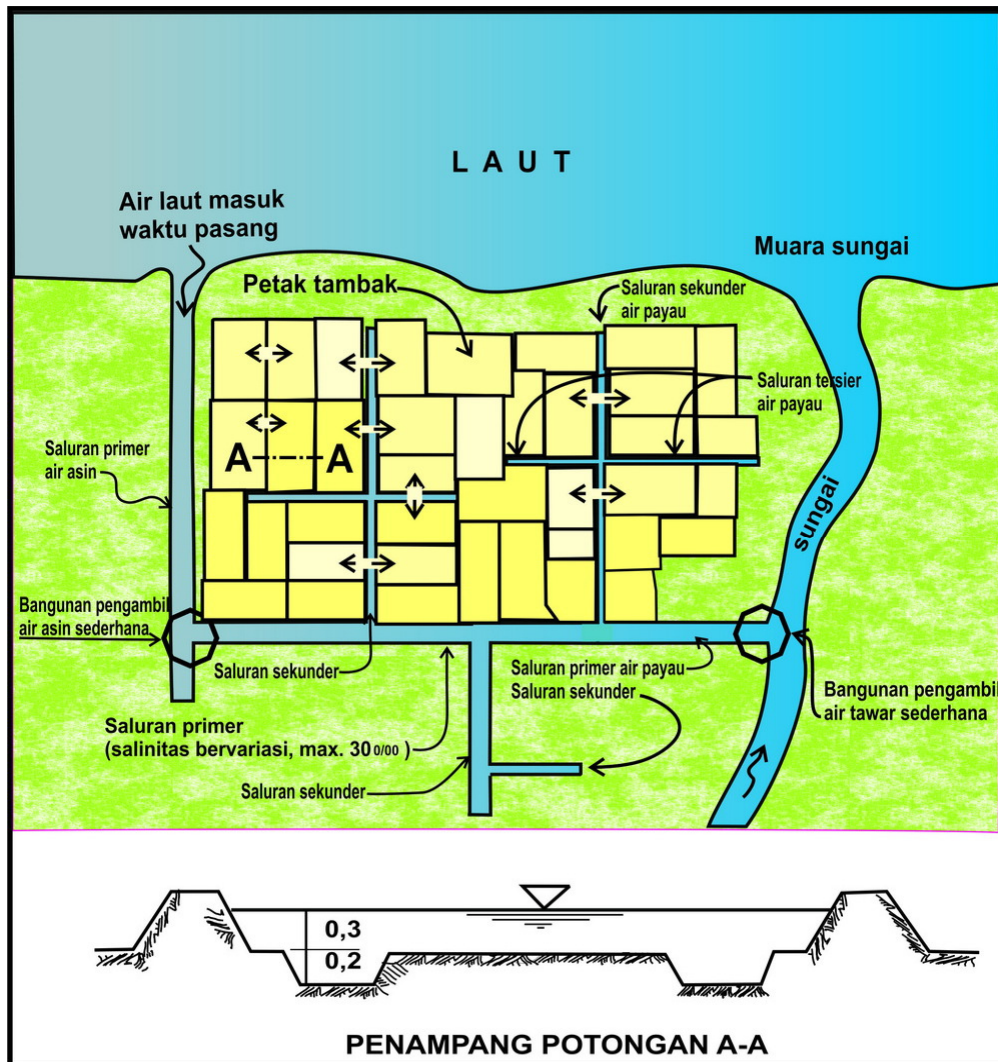 L A U T
Air laut masuk
waktu pasang
Muara sungai
Petak tambak
Saluran sekunder
air payau
Saluran tersier
air payau
Saluran primer
air asin
A
A
sungai
Bangunan pengambil
air asin sederhana
Saluran sekunder
Saluran primer air payau
Saluran sekunder
Bangunan pengambil
air tawar sederhana
Saluran primer
(salinitas bervariasi, max. 30 0/00 )
Saluran sekunder
0,3
0,2
PENAMPANG POTONGAN A-A